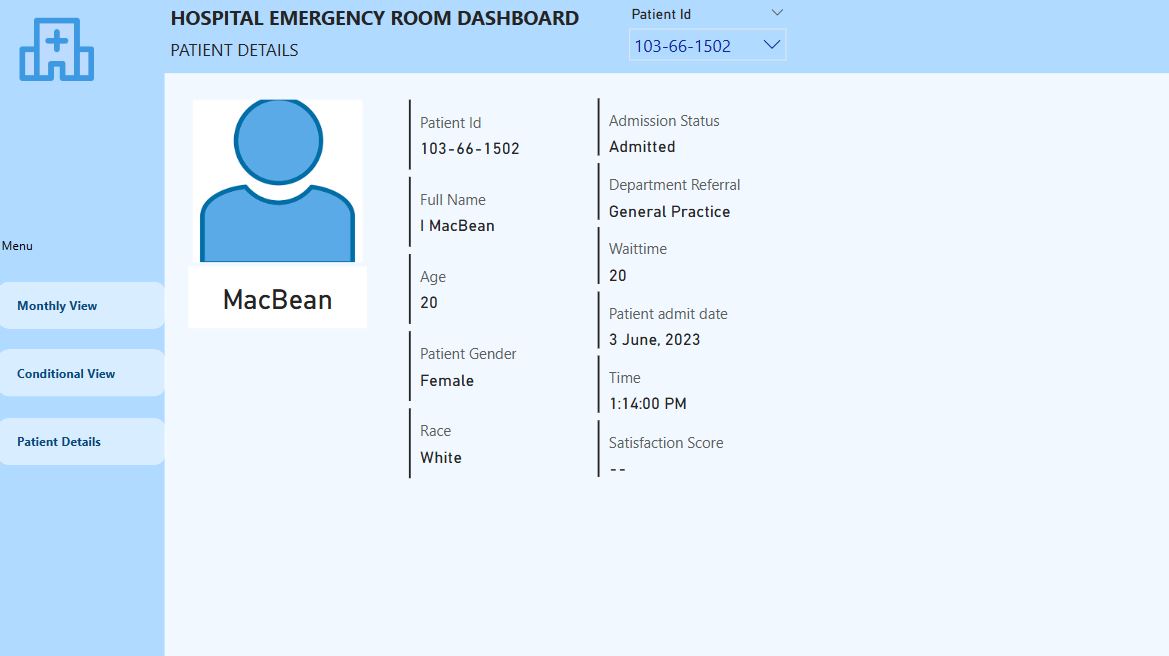 HOSPITAL EMERGENCY ROOM DASHBOARD
PATIENT DETAILS
Patient Id
103-66-1502
Menu
Monthly View
Conditional View
Patient Details
MacBean
Patient Id
103-66-1502
Full Name
I MacBean
Age
20
Patient Gender
Female
Race
White
Admission Status
Admitted
Department Referral
General Practice
Waittime
20
Patient admit date
3 June, 2023
Time
1:14:00 PM
Satisfaction Score
--